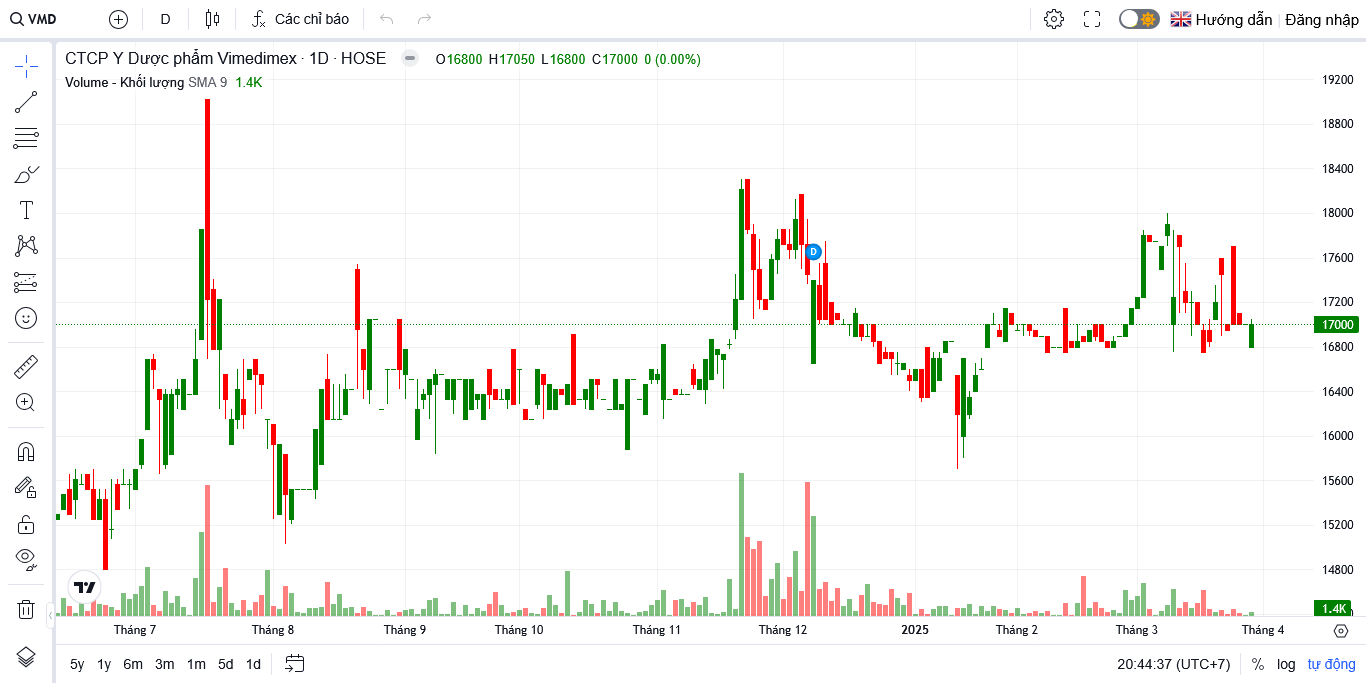 VMD D Các chỉ báo Hướng dẫn Đăng nhập
CTCP Y Dược phẩm Vimedimex · 1D · HOSE O16800 H17050 L16800 C17000 0 (0.00%)
Volume - Khối lượng SMA 9 1.4K
19200
18800
18400
18000
D
17600
17200
17000
16800
16400
16000
15600
15200
14800
1.4K
Tháng 7 Tháng 8 Tháng 9 Tháng 10 Tháng 11 Tháng 12 2025 Tháng 2 Tháng 3 Tháng 4
5y 1y 6m 3m 1m 5d 1d 20:44:37 (UTC+7) % log tự động